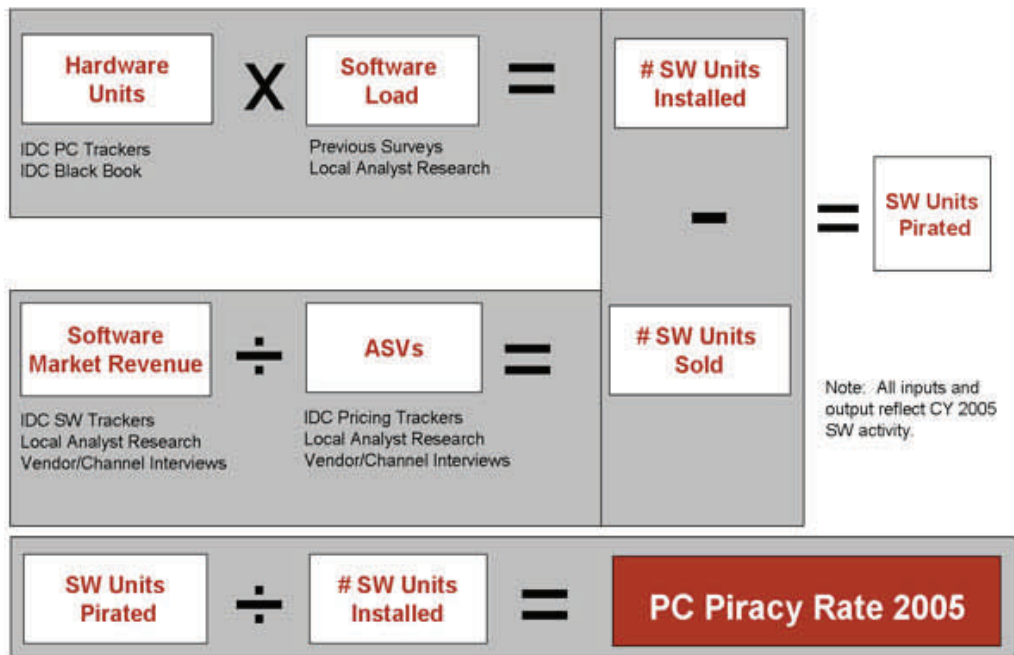 Hardware
Units
X
Software
Load
=
# SW Units
Installed
IDC PC Trackers
IDC Black Book
Previous Surveys
Local Analyst Research
-
=
SW Units
Pirated
Software
Market Revenue
÷
ASVs
=
# SW Units
Sold
IDC SW Trackers
Local Analyst Research
Vendor/Channel Interviews
IDC Pricing Trackers
Local Analyst Research
Vendor/Channel Interviews
Note: All inputs and
output reflect CY 2005
SW activity.
SW Units
Pirated
÷
# SW Units
Installed
=
PC Piracy Rate 2005